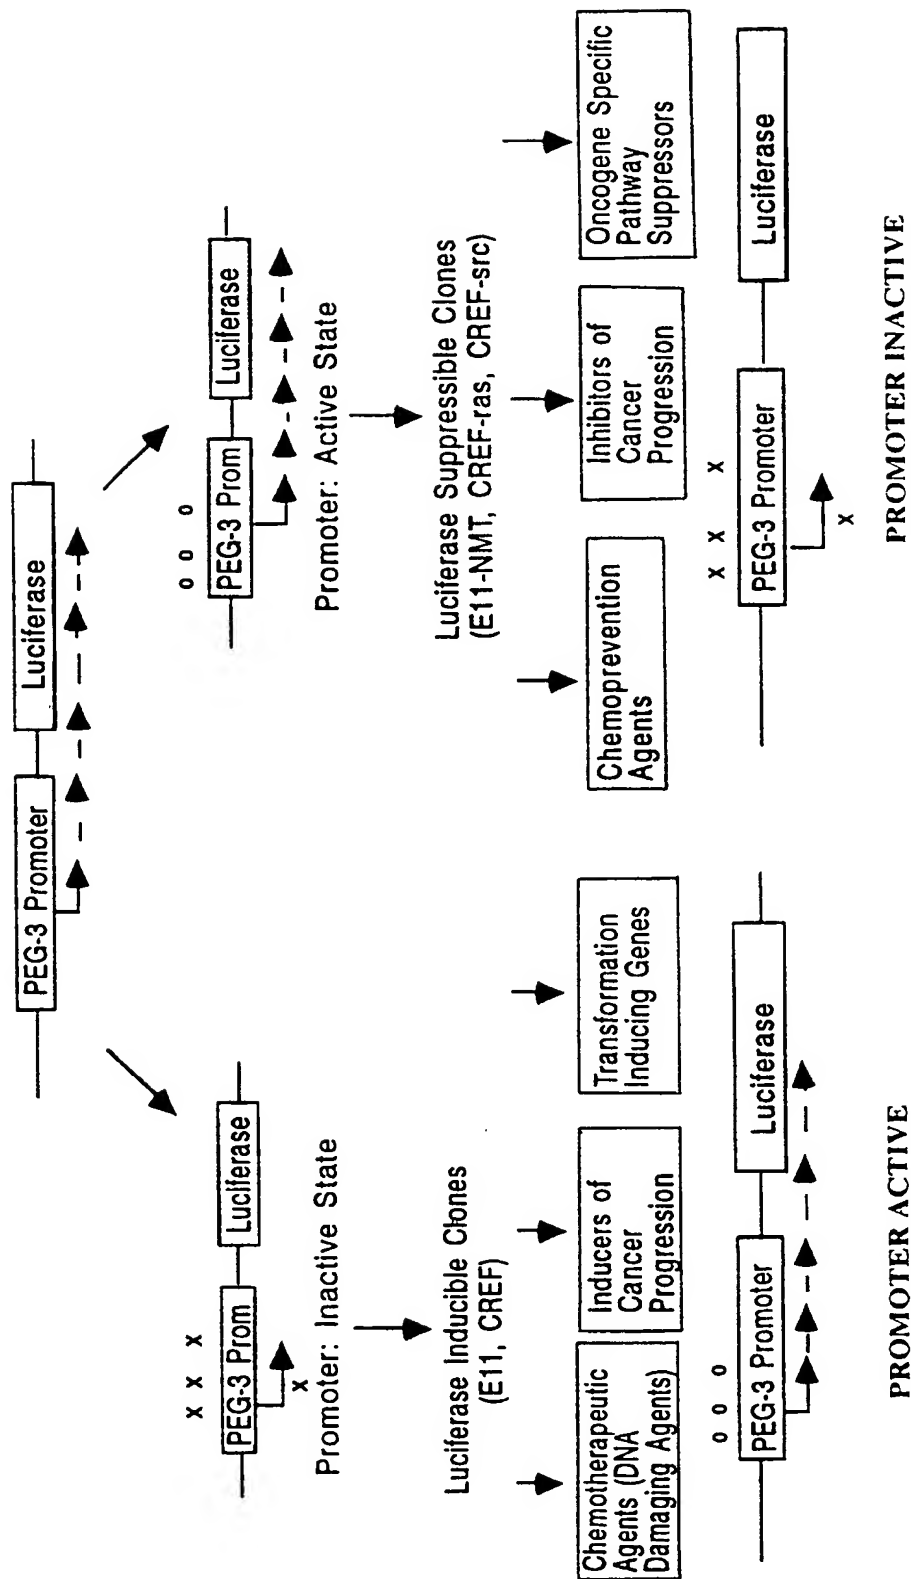 PEG-3 Promoter
Luciferase
X X X
PEG-3 Prom
Luciferase
X
Promoter: Inactive State
o o o
PEG-3 Prom
Luciferase
Promoter: Active State
Luciferase Inducible Clones
(E11, CREF)
Luciferase Suppressible Clones
(E11-NMT, CREF-ras, CREF-src)
Chemotherapeutic
Agents (DNA
Damaging Agents)
Inducers of
Cancer
Progression
Transformation
Inducing Genes
Chemoprevention
Agents
Inhibitors of
Cancer
Progression
Oncogene Specific
Pathway
Suppressors
o o o
PEG-3 Promoter
Luciferase
X X X
PEG-3 Promoter
Luciferase
X
PROMOTER ACTIVE
PROMOTER INACTIVE